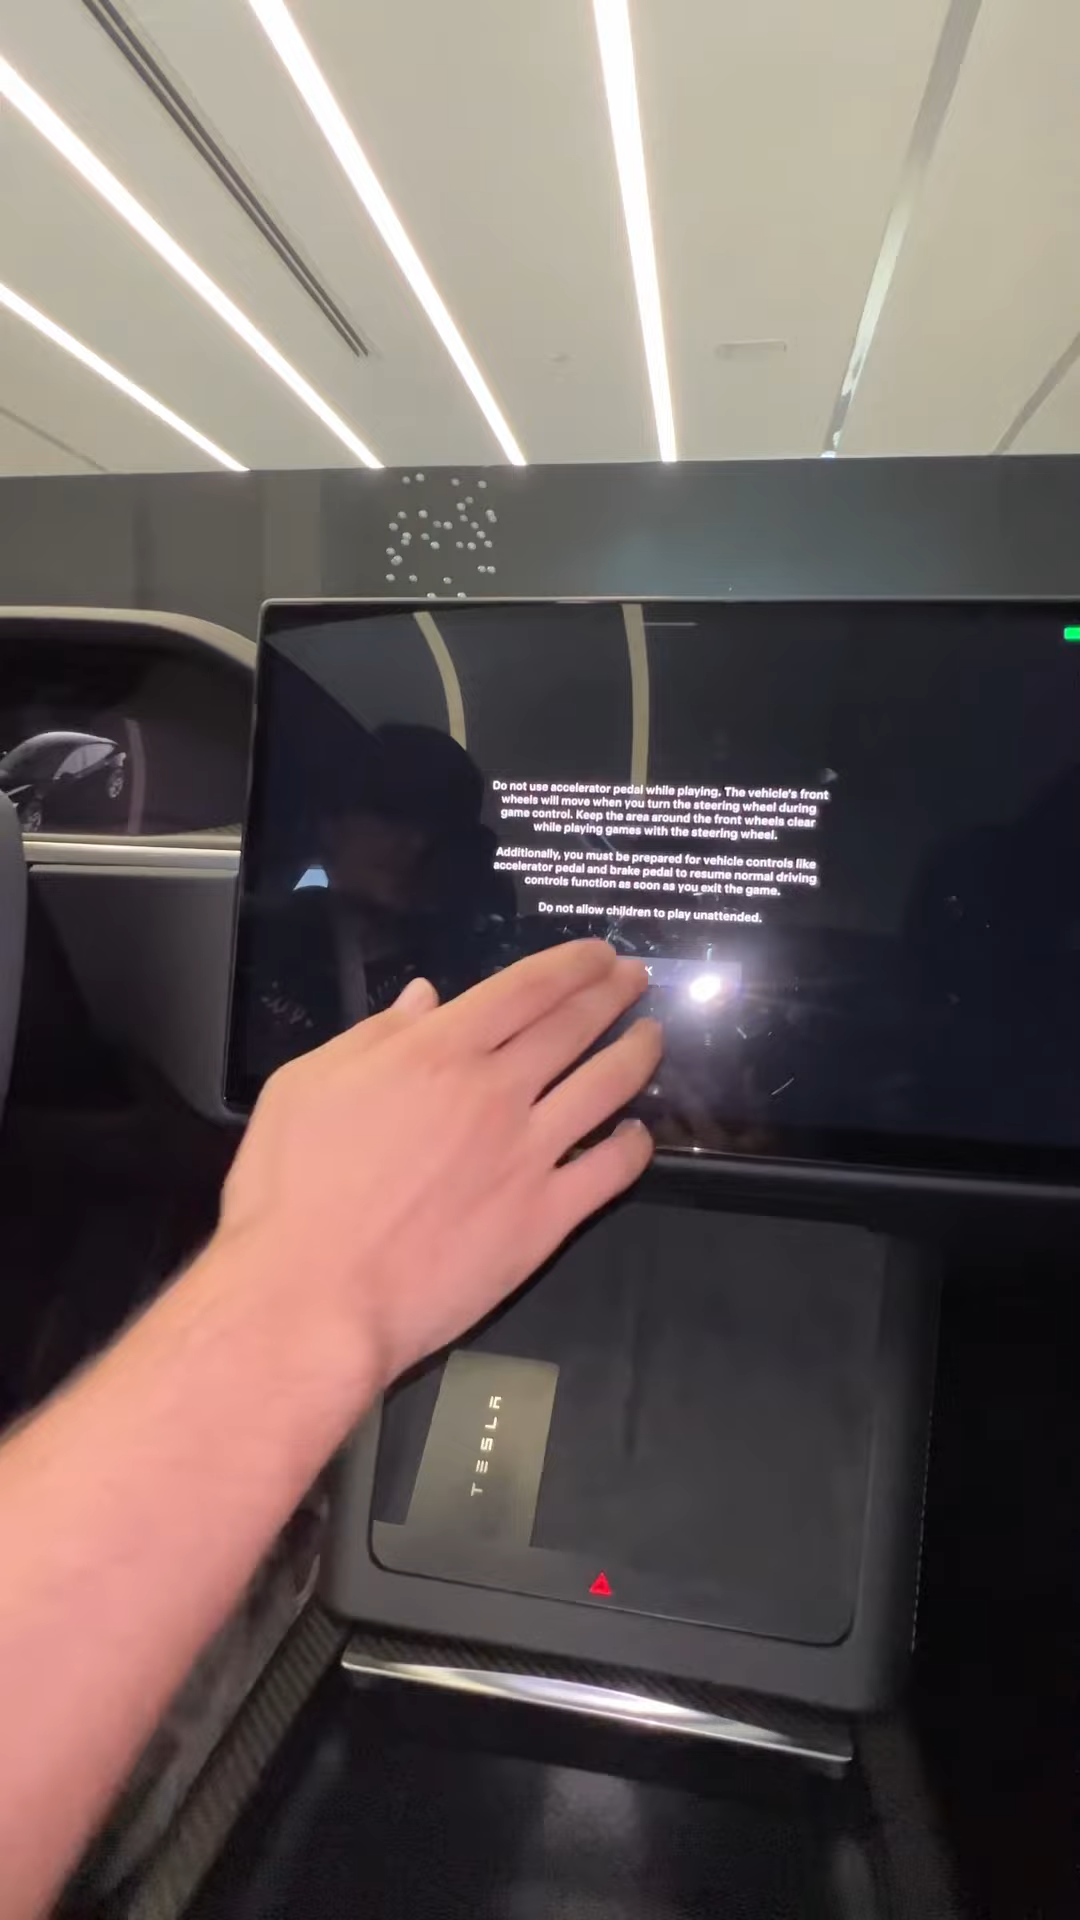 Do not use accelerator pedal while playing. The vehicle's front
wheels will move when you turn the steering wheel during
game control. Keep the area around the front wheels clear
while playing games with the steering wheel.
Additionally, you must be prepared for vehicle controls like
accelerator pedal and brake pedal to resume normal driving
controls function as soon as you exit the game.
Do not allow children to play unattended.
TESLA